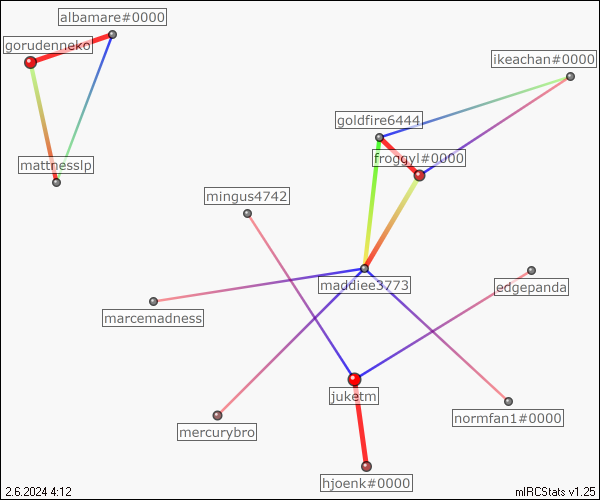 albamare#0000
gorudenneko
ikeachan#0000
goldfire6444
froggyl#0000
mattnesslp
mingus4742
maddiee3773
edgepanda
marcemadness
juketm
normfan1#0000
mercurybro
hjoenk#0000
2.6.2024 4:12
mIRCStats v1.25